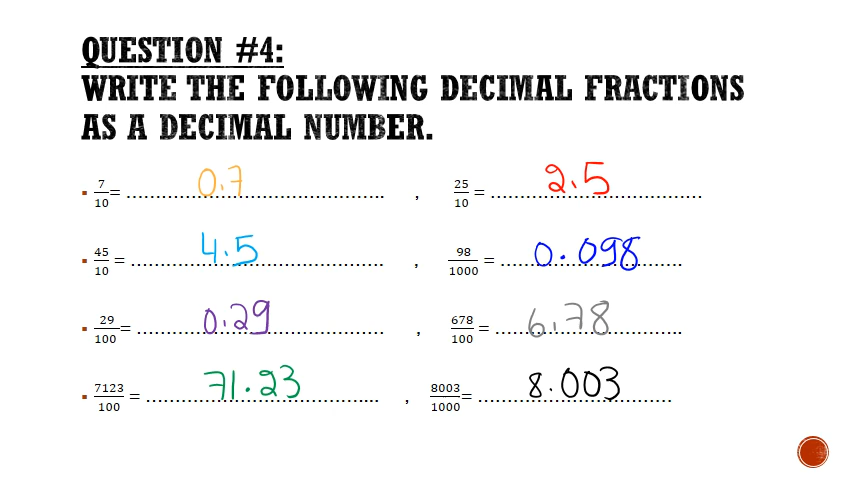 QUESTION #4:
WRITE THE FOLLOWING DECIMAL FRACTIONS
AS A DECIMAL NUMBER.
▪ 7/10= ……………0.7…………………….. , 25/10 = ………2.5………………
▪ 45/10 = ……………4.5…………………… , 98/1000 = ……0.098………………
▪ 29/100= ……………0.29…………………… , 678/100 = ……6.78……………….
▪ 7123/100 = …………71.23………………... , 8003/1000= ………8.003……………